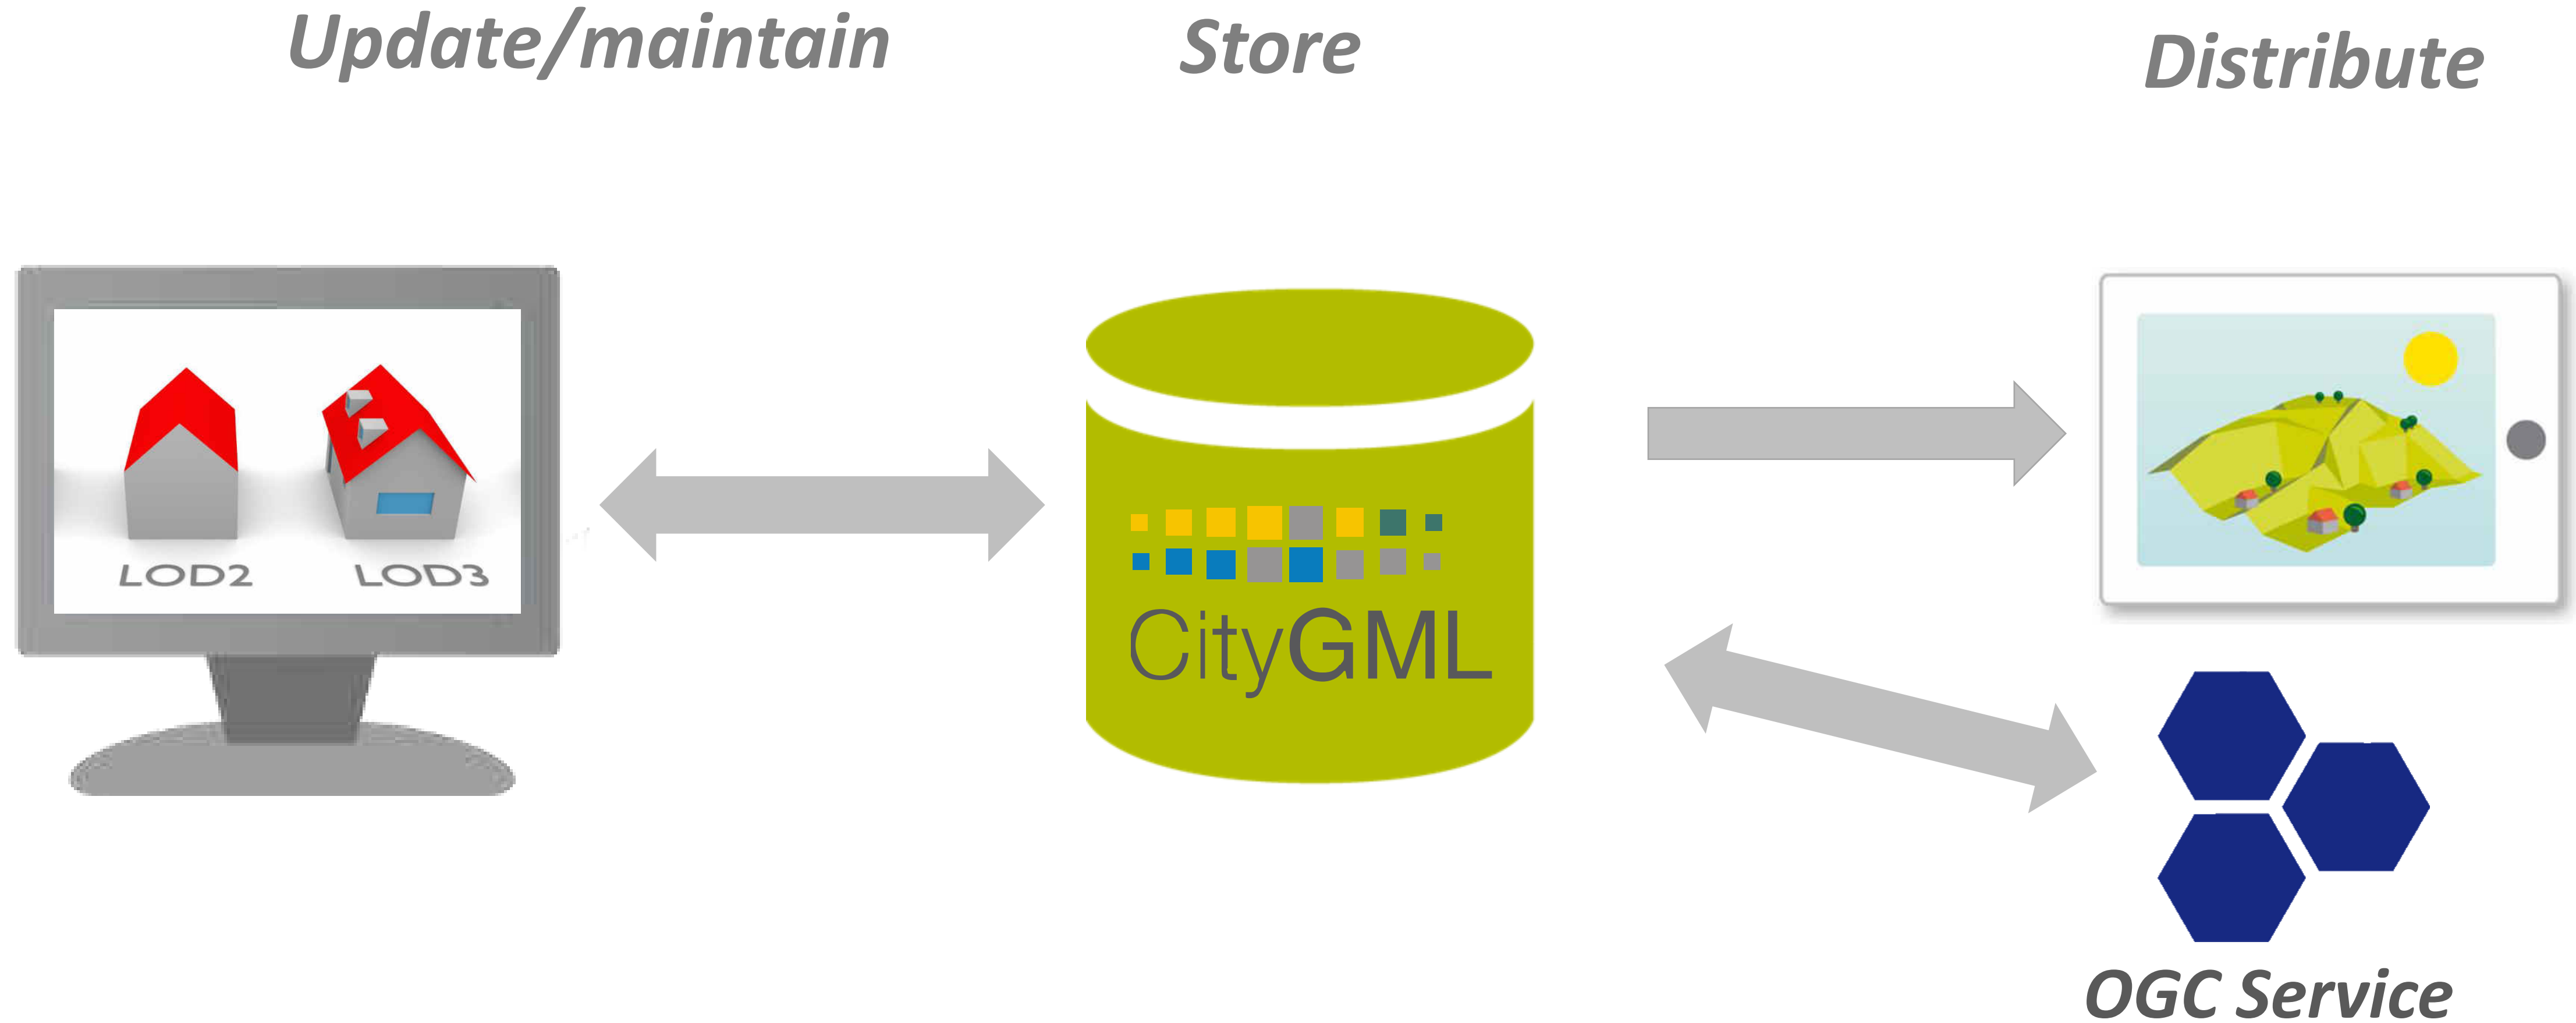 Update/maintain
Store
Distribute
LOD2
LOD3
CityGML
OGC Service